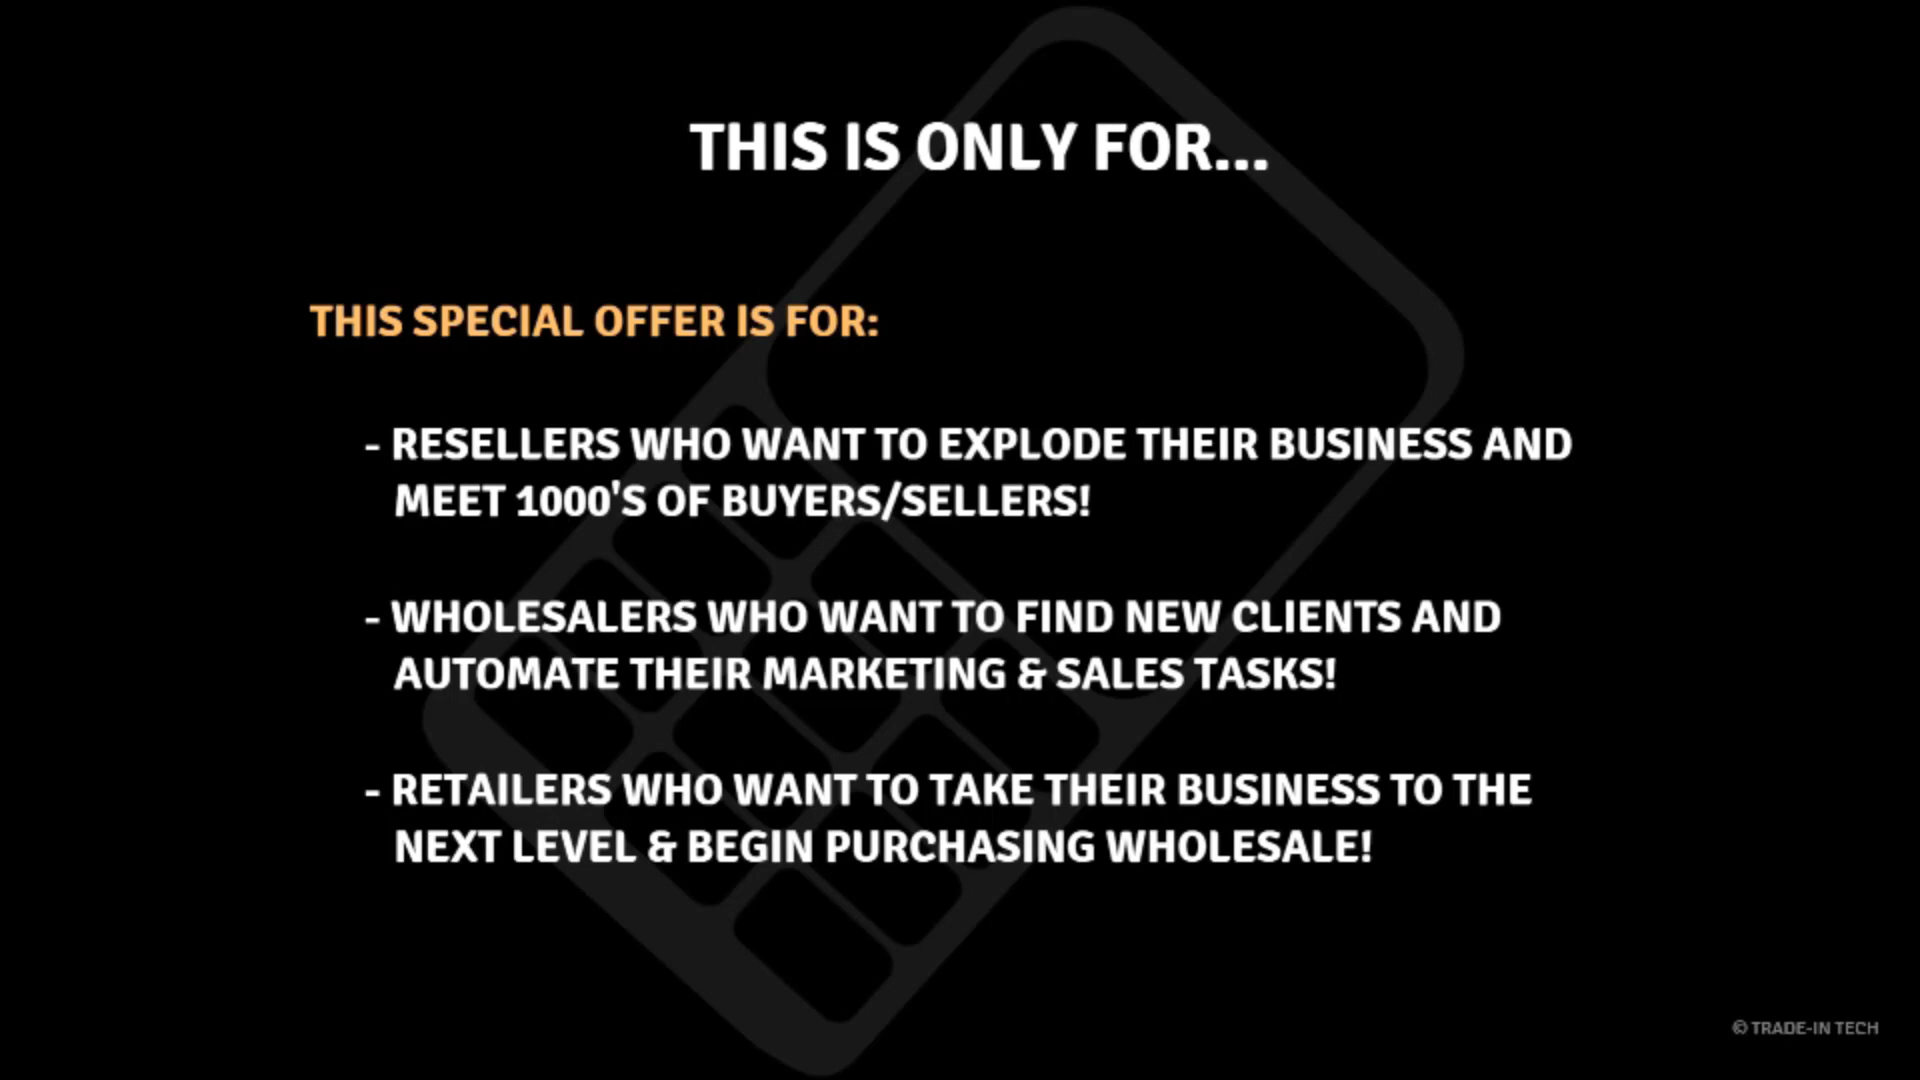 THIS IS ONLY FOR...
THIS SPECIAL OFFER IS FOR:
- RESELLERS WHO WANT TO EXPLODE THEIR BUSINESS AND
MEET 1000'S OF BUYERS/SELLERS!
- WHOLESALERS WHO WANT TO FIND NEW CLIENTS AND
AUTOMATE THEIR MARKETING & SALES TASKS!
- RETAILERS WHO WANT TO TAKE THEIR BUSINESS TO THE
NEXT LEVEL & BEGIN PURCHASING WHOLESALE!
© TRADE-IN TECH